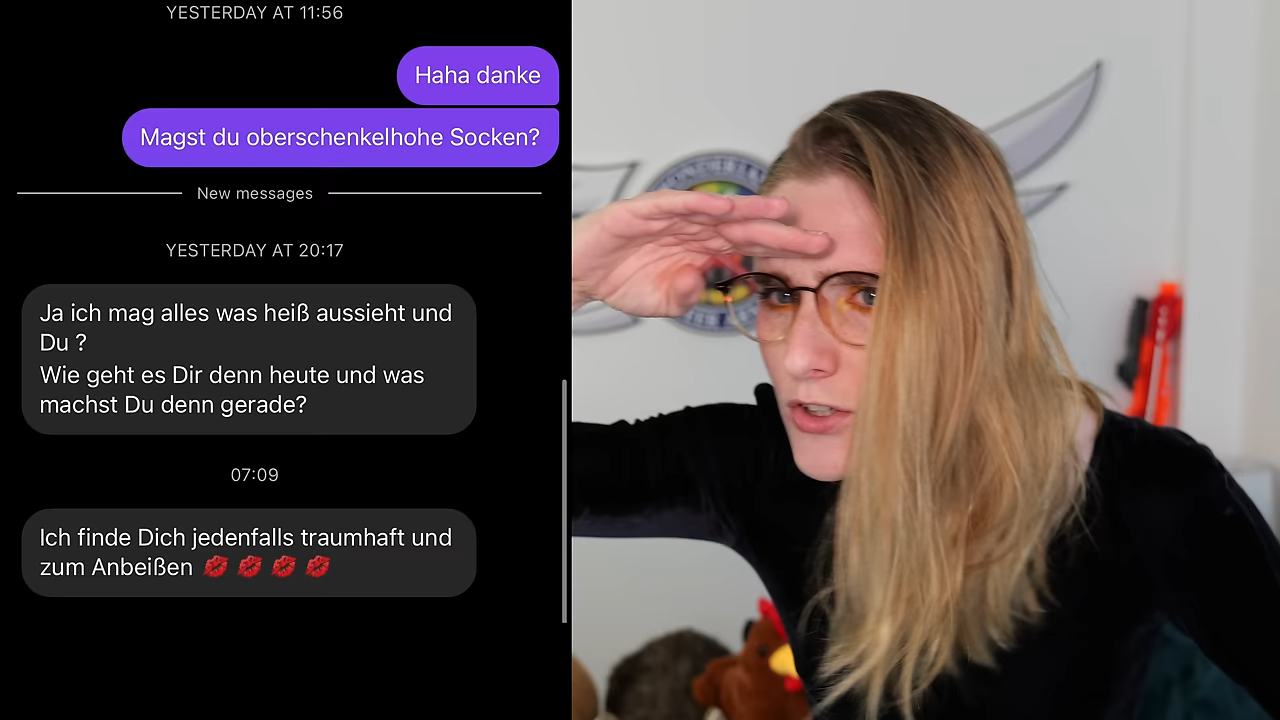 YESTERDAY AT 11:56
Haha danke
Magst du oberschenkelhohe Socken?
New messages
YESTERDAY AT 20:17
Ja ich mag alles was heiß aussieht und
Du ?
Wie geht es Dir denn heute und was
machst Du denn gerade?
07:09
Ich finde Dich jedenfalls traumhaft und
zum Anbeißen 💋 💋 💋 💋